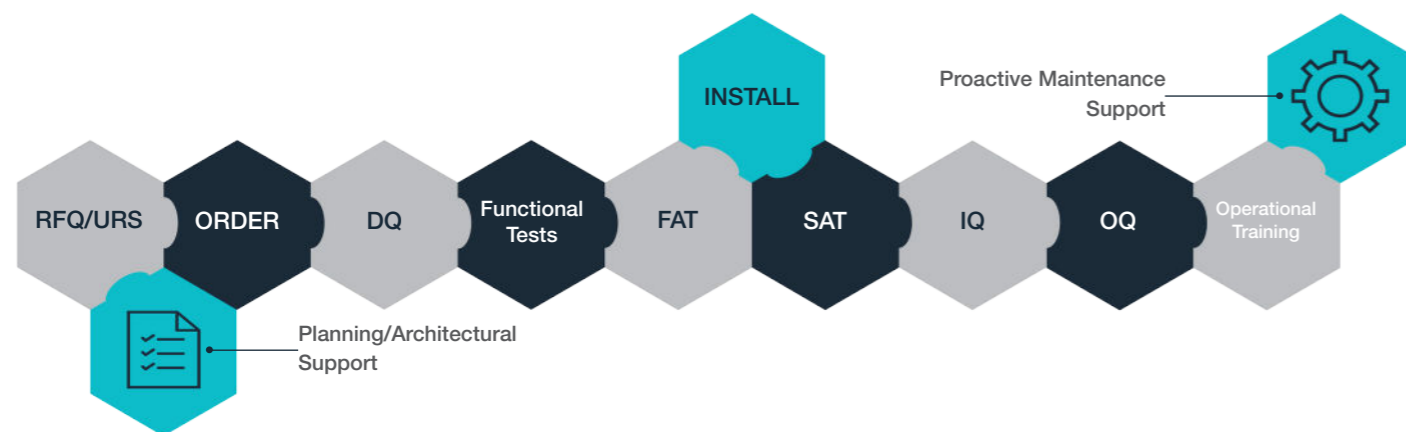 INSTALL
Proactive Maintenance
Support
RFQ/URS
ORDER
DQ
Functional
Tests
FAT
SAT
IQ
OQ
Operational
Training
Planning/Architectural
Support